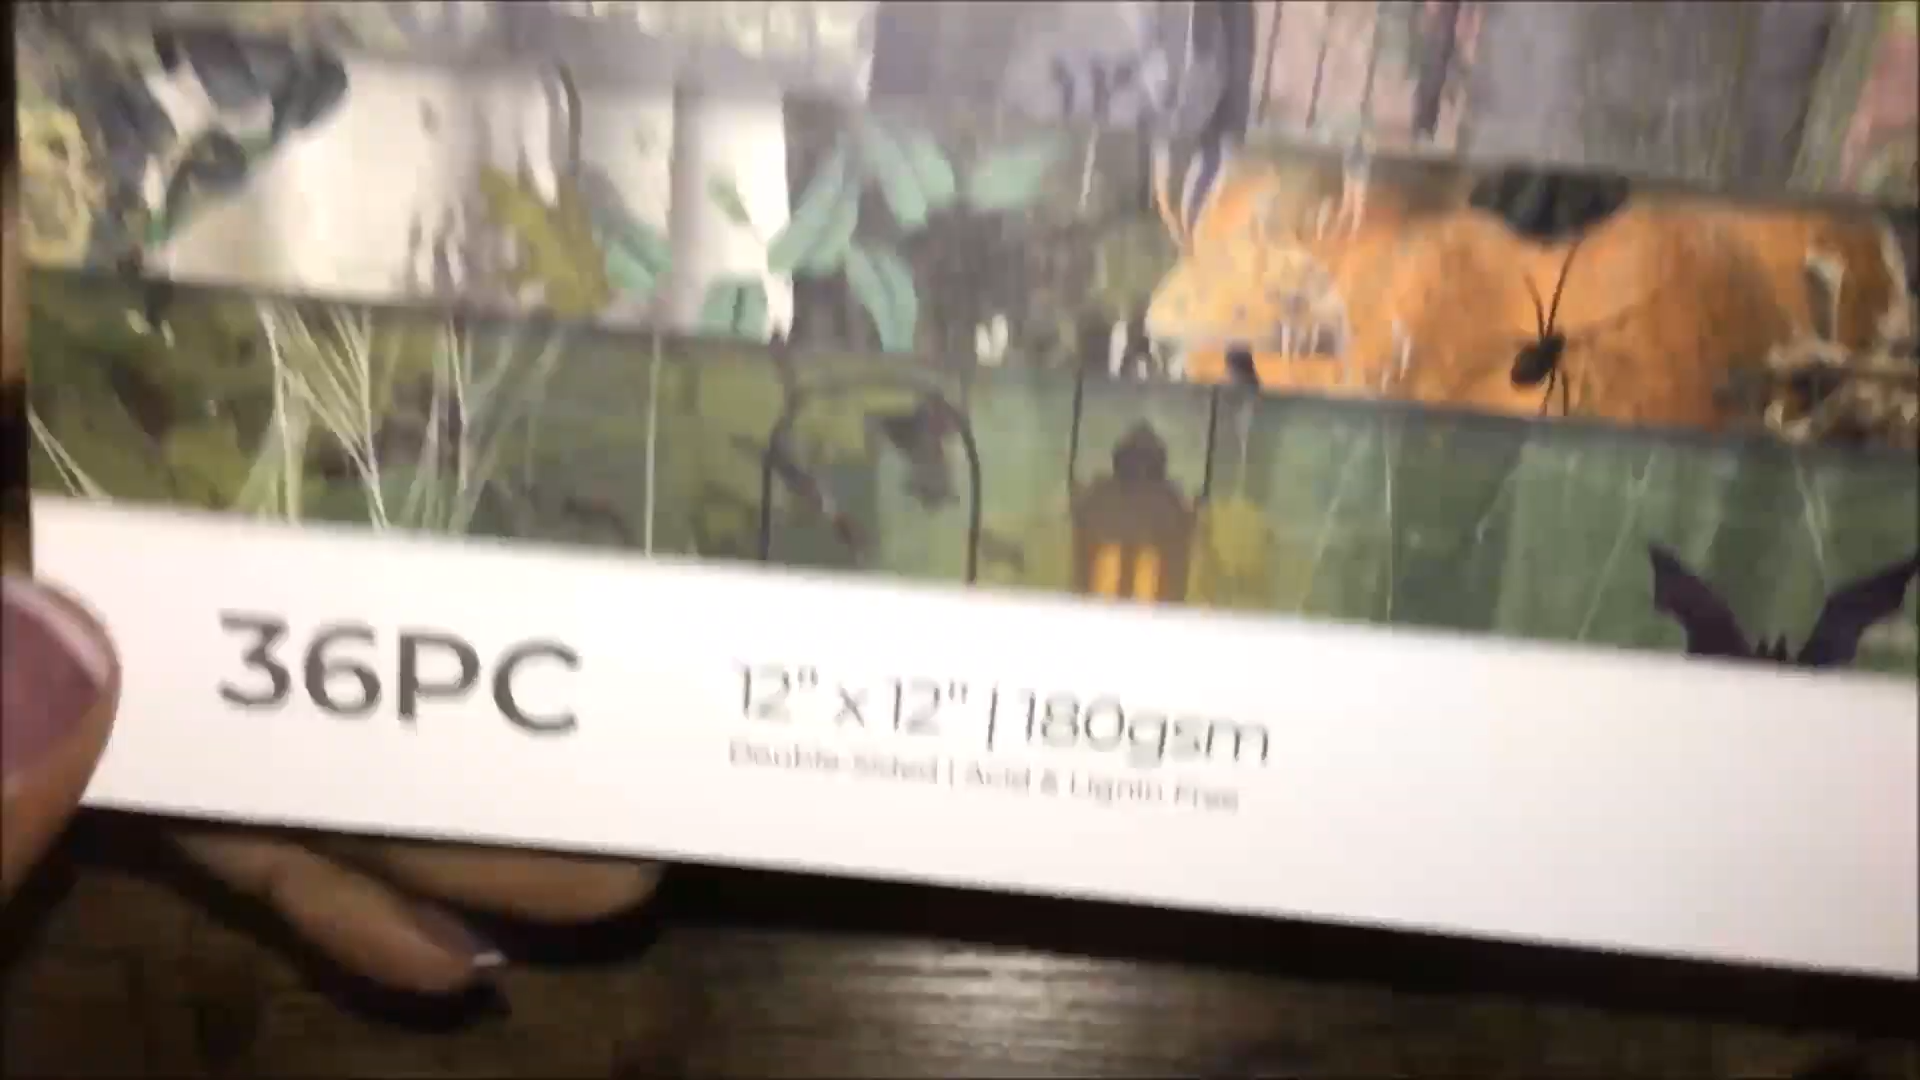 36PC
12" x 12" | 180gsm
Double-Sided | Acid & Lignin Free